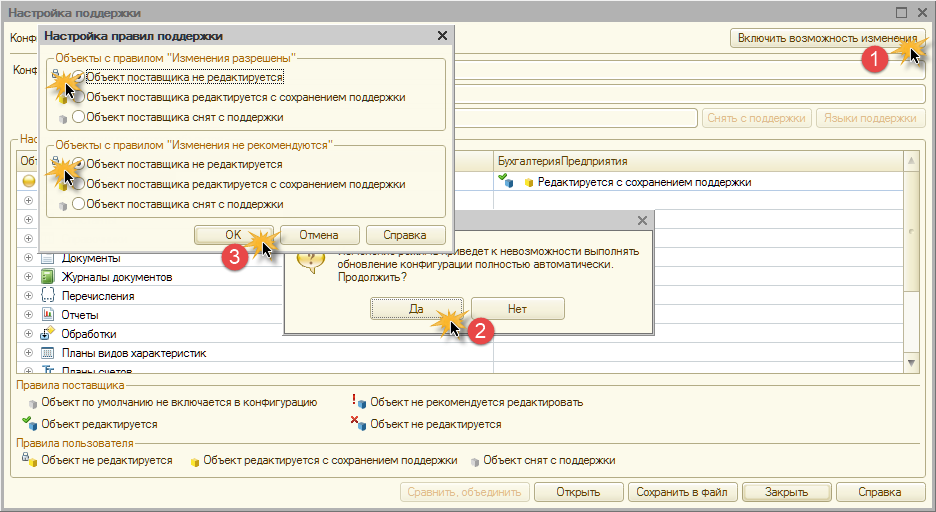 Настройка поддержки
Конф
Включить возможность изменения
1
Конф
Снять с поддержки
Языки поддержки
Настройка правил поддержки
Объекты с правилом "Изменения разрешены"
Объект поставщика не редактируется
Объект поставщика редактируется с сохранением поддержки
Объект поставщика снят с поддержки
Объекты с правилом "Изменения не рекомендуются"
Объект поставщика не редактируется
Объект поставщика редактируется с сохранением поддержки
Объект поставщика снят с поддержки
OK
Отмена
Справка
3
Нас
Объ
БухгалтерияПредприятия
Редактируется с сохранением поддержки
приведет к невозможности выполнять
обновление конфигурации полностью автоматически.
Продолжить?
Да
Нет
2
Документы
Журналы документов
Перечисления
Отчеты
Обработки
Планы видов характеристик
Планы счетов
Правила поставщика
Объект по умолчанию не включается в конфигурацию
Объект не рекомендуется редактировать
Объект редактируется
Объект не редактируется
Правила пользователя
Объект не редактируется
Объект редактируется с сохранением поддержки
Объект снят с поддержки
Сравнить, объединить
Открыть
Сохранить в файл
Закрыть
Справка